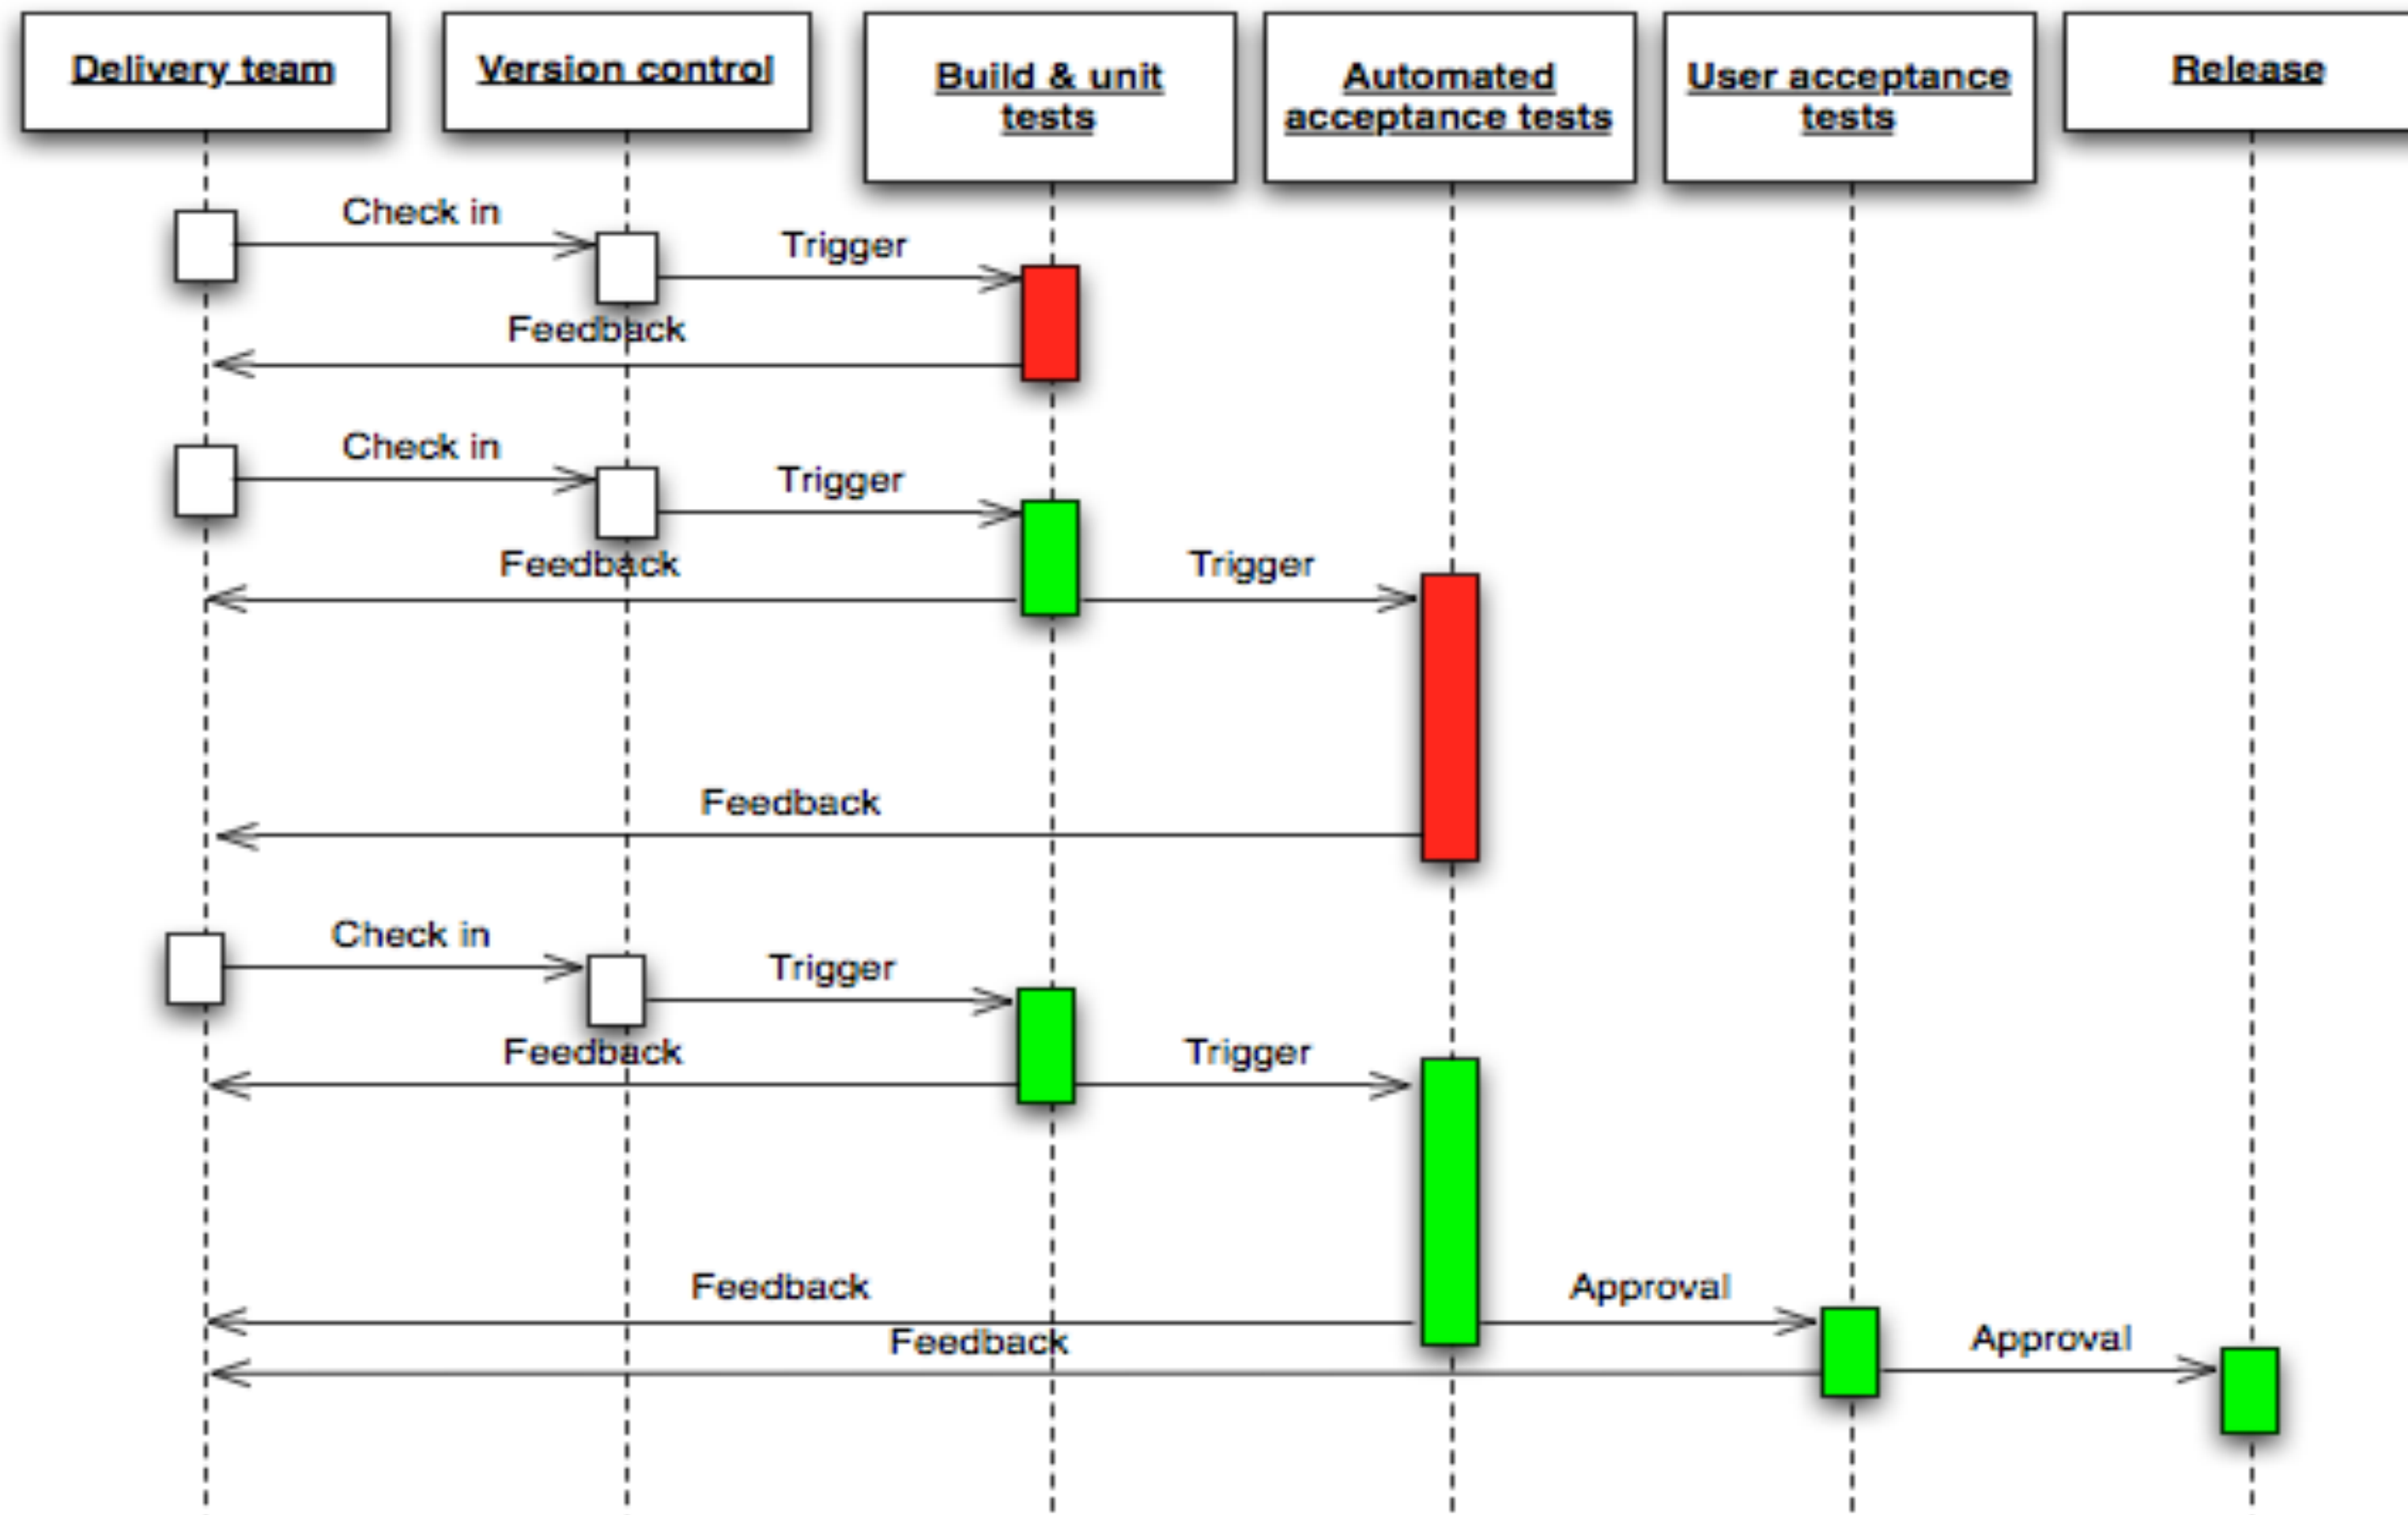 Delivery team
Version control
Build & unit
tests
Automated
acceptance tests
User acceptance
tests
Release
Check in
Trigger
Feedback
Check in
Trigger
Feedback
Trigger
Feedback
Check in
Trigger
Feedback
Trigger
Feedback
Approval
Feedback
Approval